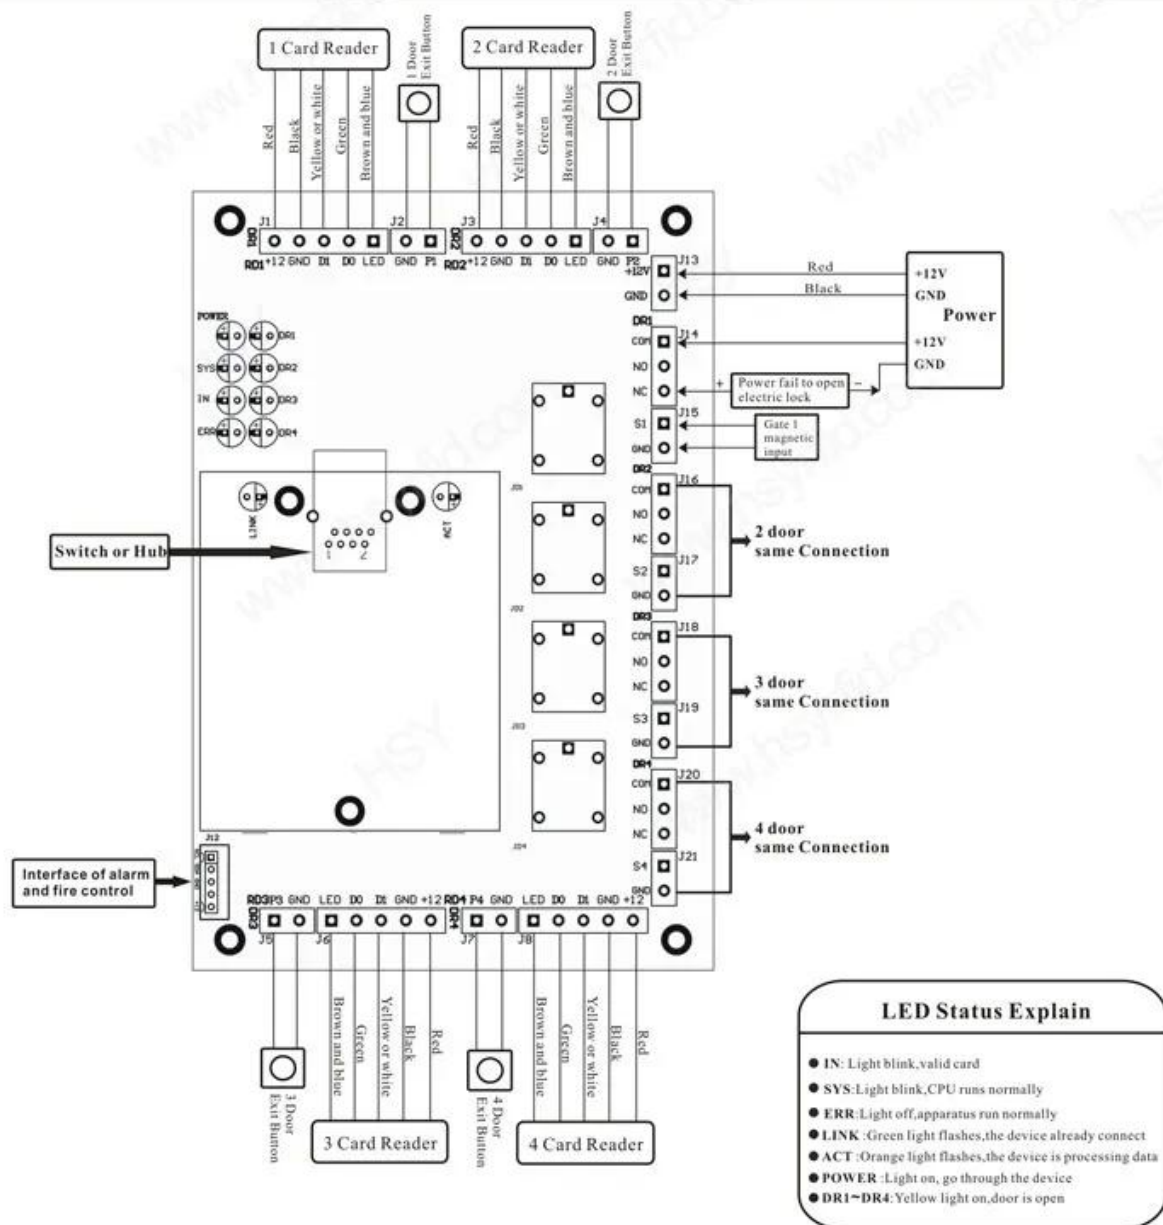 1 Card Reader
1 Door
Exit Button
2 Card Reader
2 Door
Exit Button
Red
Black
Yellow or white
Green
Brown and blue
Red
Black
Yellow or white
Green
Brown and blue
J1
J2
J3
J4
DR1
DR2
RD1 +12 GND D1 D0 LED
GND P1
RD2 +12 GND D1 D0 LED
GND P2
J13
+12V
GND
Red
Black
+12V
GND
Power
+12V
GND
DR1
J14
COM
NO
NC
+ Power fail to open −
electric lock
J15
S1
GND
Gate 1
magnetic
input
POWER
DR1
SYS
DR2
IN
DR3
ERR
DR4
LINK
ACT
1 2
Switch or Hub
DR2
J16
COM
NO
NC
J17
S2
GND
2 door
same Connection
DR3
J18
COM
NO
NC
J19
S3
GND
3 door
same Connection
DR4
J20
COM
NO
NC
J21
S4
GND
4 door
same Connection
J12
Interface of alarm
and fire control
RD3 P3 GND LED D0 D1 GND +12 RD4 P4 GND LED D0 D1 GND +12
DR3
DR4
J5
J6
J7
J8
3 Door
Exit Button
Brown and blue
Green
Yellow or white
Black
Red
3 Card Reader
4 Door
Exit Button
Brown and blue
Green
Yellow or white
Black
Red
4 Card Reader
LED Status Explain
● IN: Light blink,valid card
● SYS:Light blink,CPU runs normally
● ERR:Light off,apparatus run normally
● LINK :Green light flashes,the device already connect
● ACT :Orange light flashes,the device is processing data
● POWER :Light on, go through the device
● DR1~DR4:Yellow light on,door is open
www.hsyrfid.com
HSY